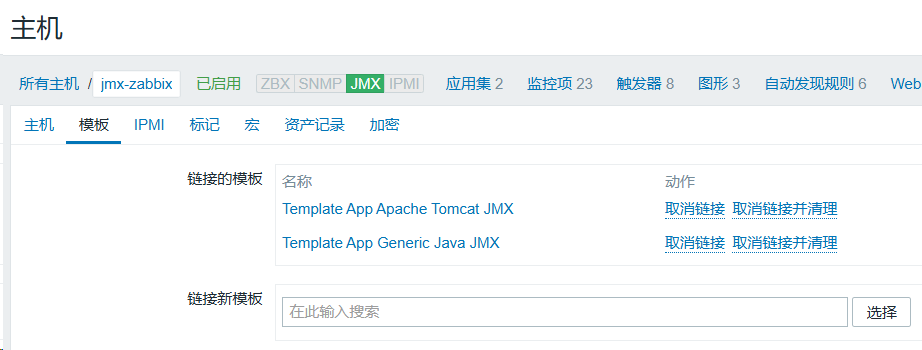 主机
所有主机 / jmx-zabbix 已启用 ZBX SNMP JMX IPMI 应用集 2 监控项 23 触发器 8 图形 3 自动发现规则 6 Web
主机 模板 IPMI 标记 宏 资产记录 加密
链接的模板 名称 动作
Template App Apache Tomcat JMX 取消链接 取消链接并清理
Template App Generic Java JMX 取消链接 取消链接并清理
链接新模板 在此输入搜索 选择